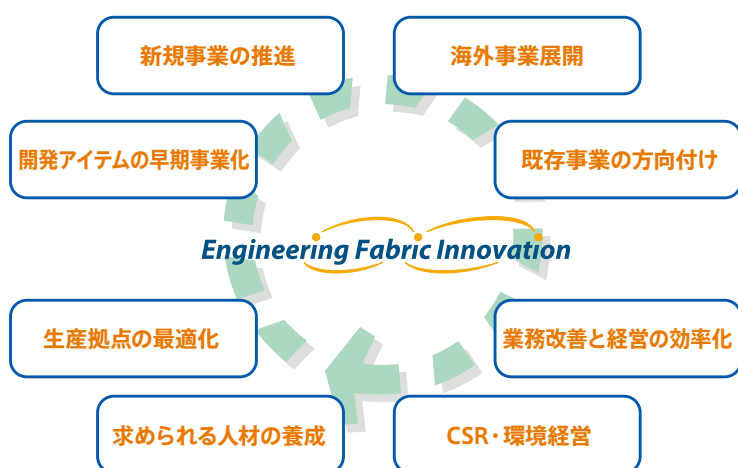 新規事業の推進
海外事業展開
開発アイテムの早期事業化
既存事業の方向付け
Engineering Fabric Innovation
生産拠点の最適化
業務改善と経営の効率化
求められる人材の養成
CSR・環境経営